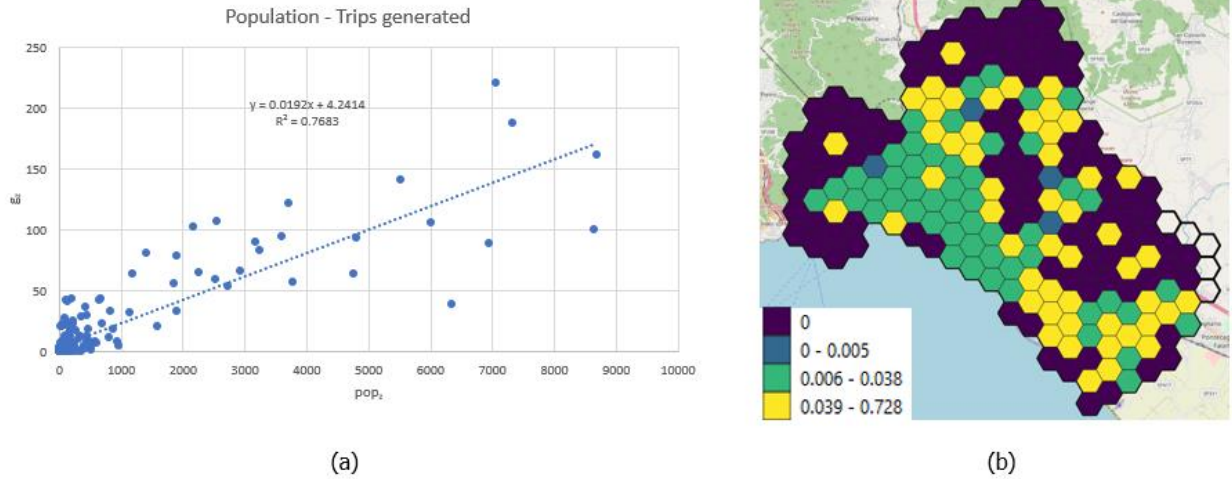 Population - Trips generated
250
200
150
100
50
0
y = 0.0192x + 4.2414
R² = 0.7683
g_z
0 1000 2000 3000 4000 5000 6000 7000 8000 9000 10000
pop_z
(a)
0
0 - 0.005
0.006 - 0.038
0.039 - 0.728
(b)